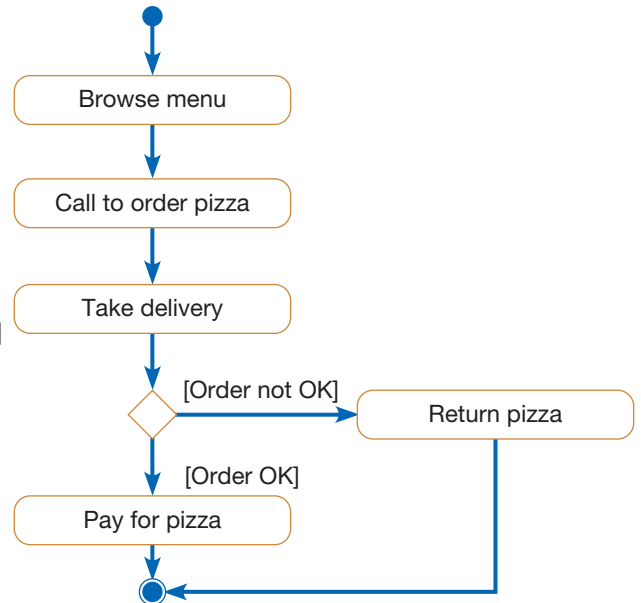 Browse menu
Call to order pizza
Take delivery
[Order not OK]
Return pizza
[Order OK]
Pay for pizza